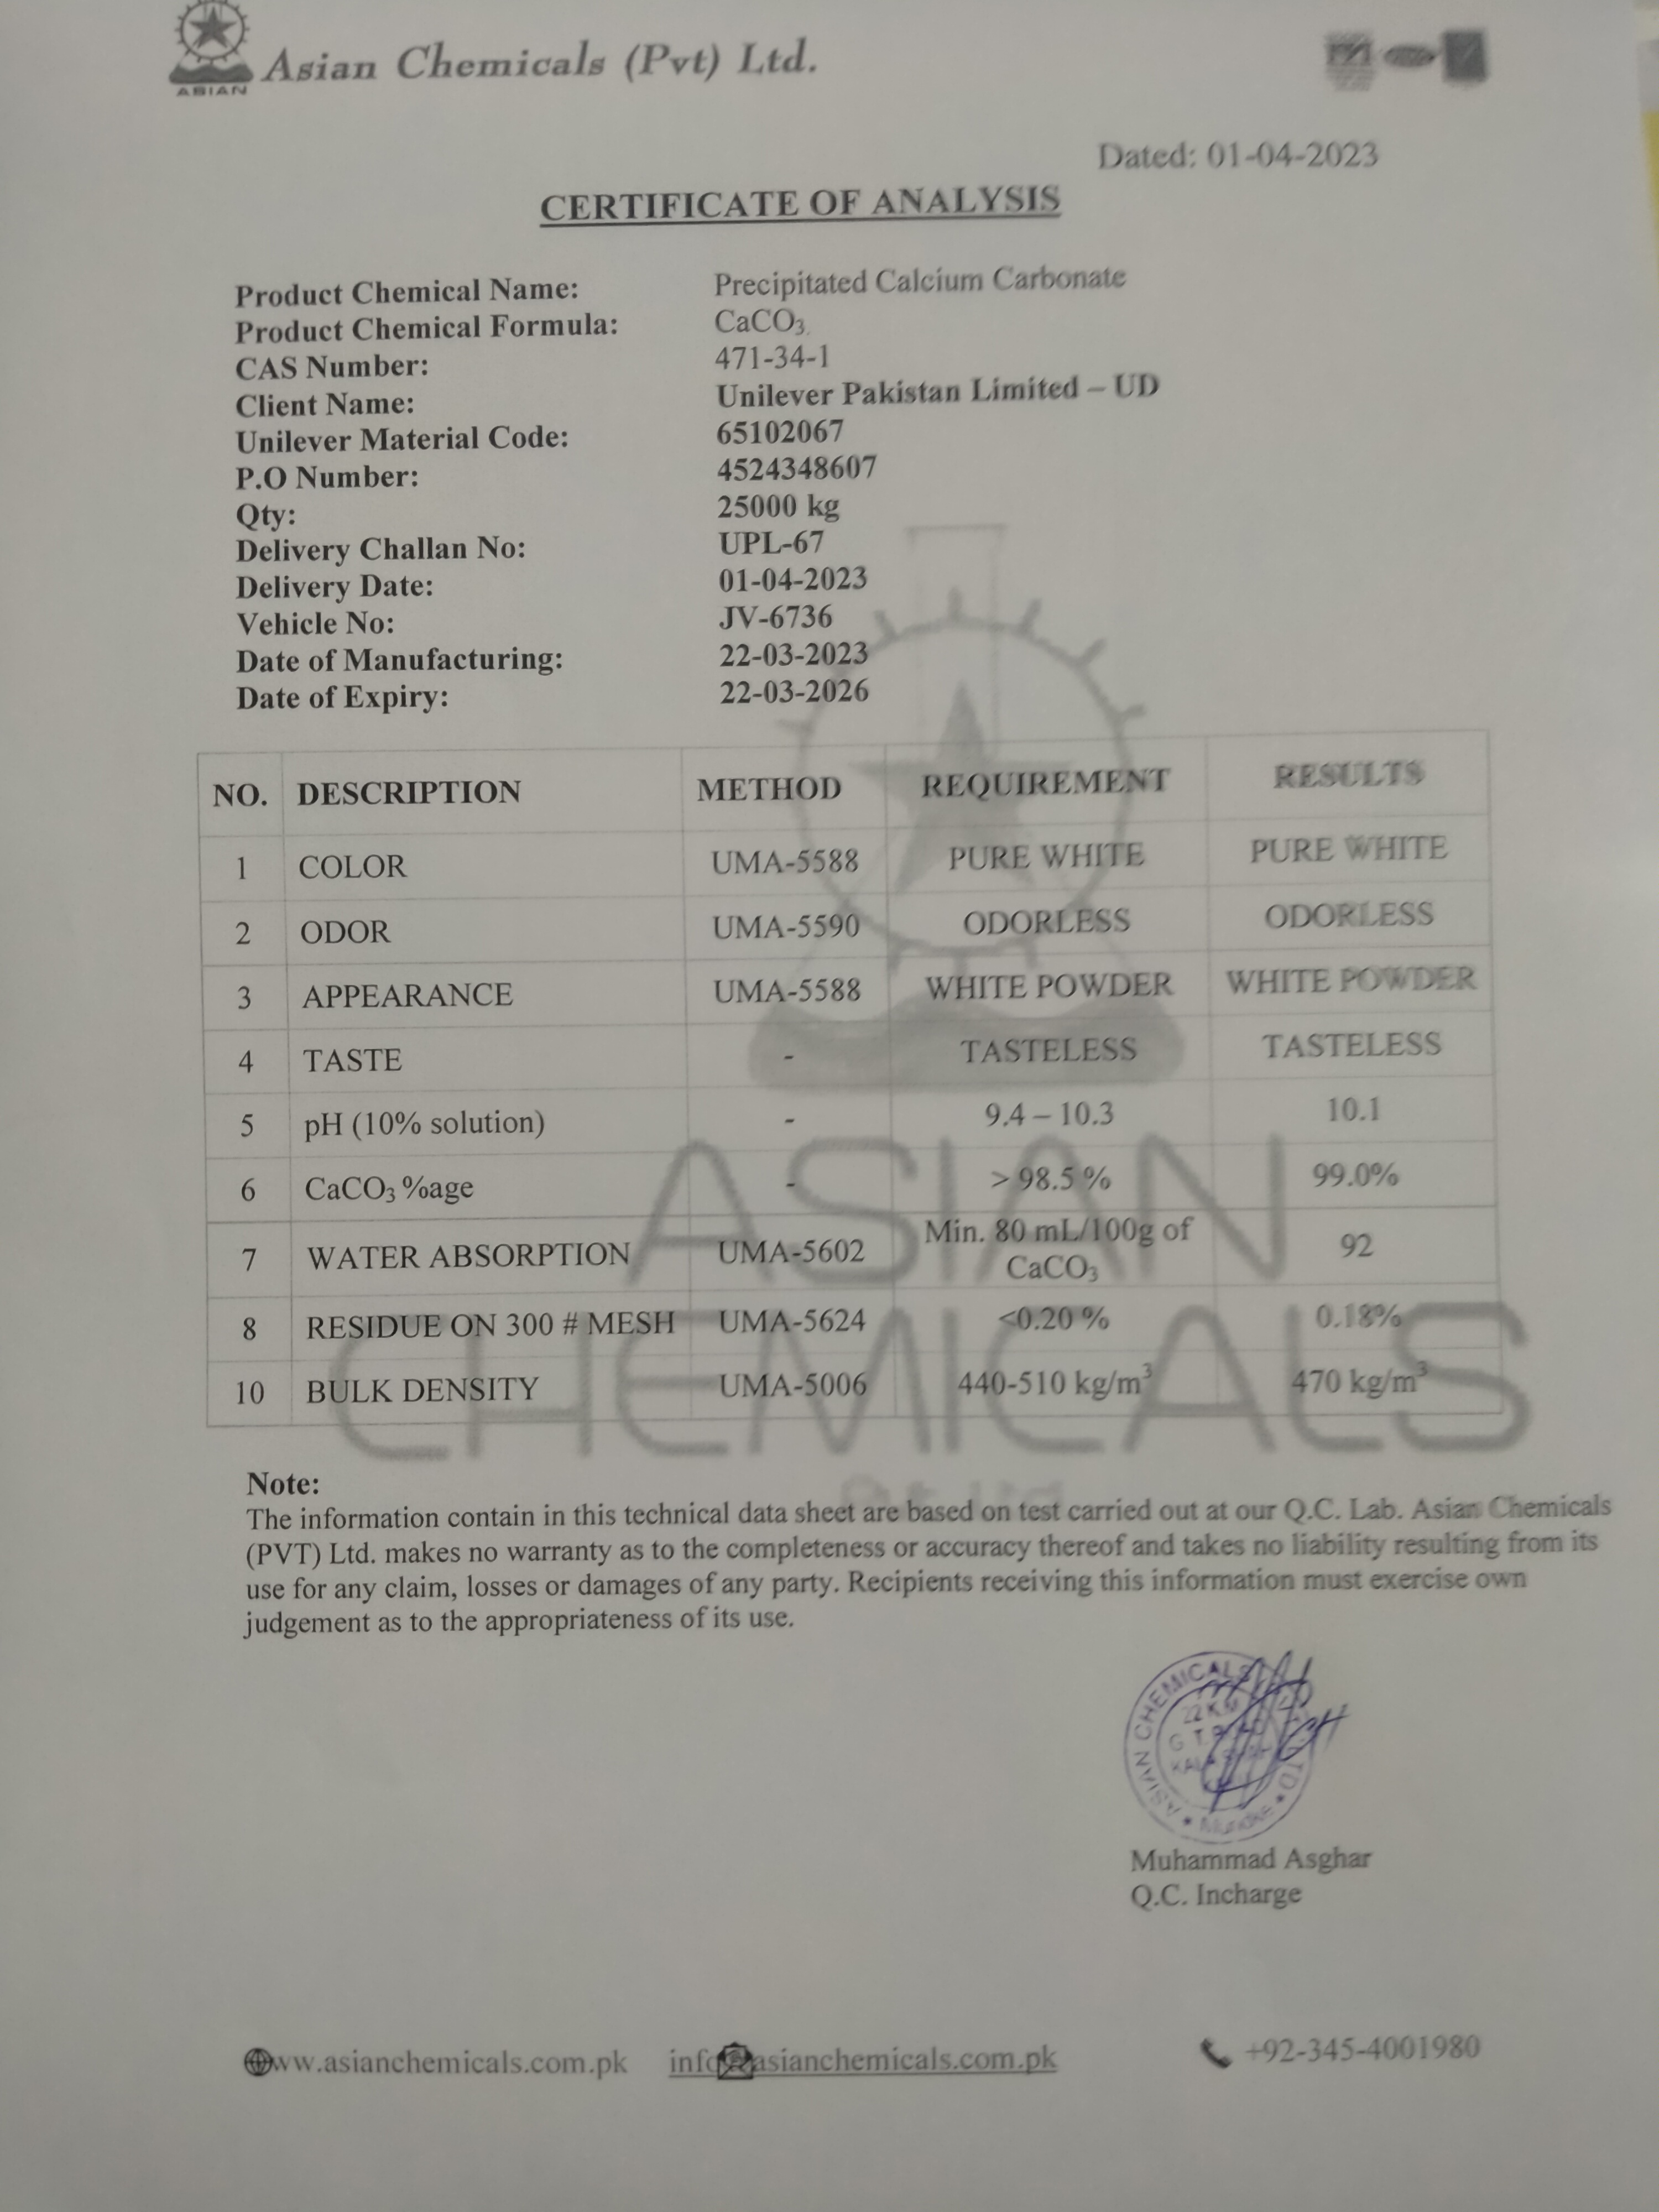 ASIAN
Asian Chemicals (Pvt) Ltd.
Dated: 01-04-2023
CERTIFICATE OF ANALYSIS
Product Chemical Name: Precipitated Calcium Carbonate
Product Chemical Formula: CaCO₃
CAS Number: 471-34-1
Client Name: Unilever Pakistan Limited – UD
Unilever Material Code: 65102067
P.O Number: 4524348607
Qty: 25000 kg
Delivery Challan No: UPL-67
Delivery Date: 01-04-2023
Vehicle No: JV-6736
Date of Manufacturing: 22-03-2023
Date of Expiry: 22-03-2026
NO. DESCRIPTION METHOD REQUIREMENT RESULTS
1 COLOR UMA-5588 PURE WHITE PURE WHITE
2 ODOR UMA-5590 ODORLESS ODORLESS
3 APPEARANCE UMA-5588 WHITE POWDER WHITE POWDER
4 TASTE - TASTELESS TASTELESS
5 pH (10% solution) - 9.4 – 10.3 10.1
6 CaCO₃ %age - > 98.5 % 99.0%
7 WATER ABSORPTION UMA-5602 Min. 80 mL/100g of CaCO₃ 92
8 RESIDUE ON 300 # MESH UMA-5624 <0.20 % 0.18%
10 BULK DENSITY UMA-5006 440-510 kg/m³ 470 kg/m³
ASIAN
CHEMICALS
Note:
The information contain in this technical data sheet are based on test carried out at our Q.C. Lab. Asian Chemicals
(PVT) Ltd. makes no warranty as to the completeness or accuracy thereof and takes no liability resulting from its
use for any claim, losses or damages of any party. Recipients receiving this information must exercise own
judgement as to the appropriateness of its use.
ASIAN CHEMICALS
22 K.M
G T
Muridke
Muhammad Asghar
Q.C. Incharge
www.asianchemicals.com.pk info@asianchemicals.com.pk +92-345-4001980